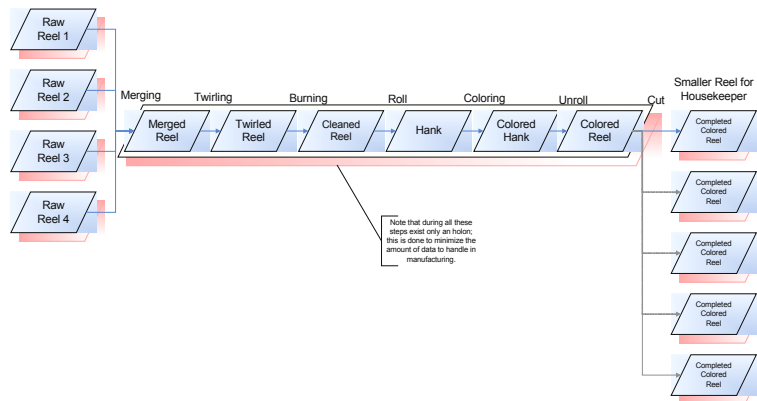 Raw
Reel 1
Raw
Reel 2
Raw
Reel 3
Raw
Reel 4
Merging
Twirling
Burning
Roll
Coloring
Unroll
Cut
Merged
Reel
Twirled
Reel
Cleaned
Reel
Hank
Colored
Hank
Colored
Reel
Note that during all these
steps exist only an holon;
this is done to minimize the
amount of data to handle in
manufacturing.
Smaller Reel for
Housekeeper
Completed
Colored
Reel
Completed
Colored
Reel
Completed
Colored
Reel
Completed
Colored
Reel
Completed
Colored
Reel